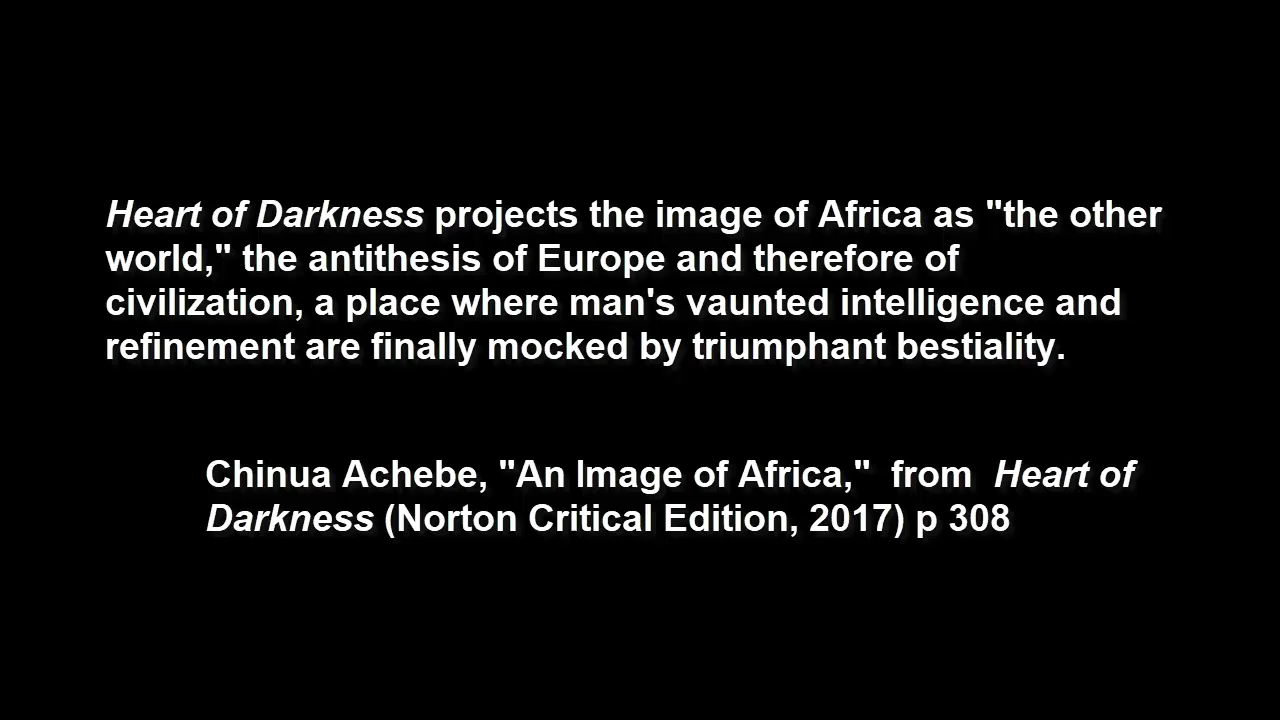 Heart of Darkness projects the image of Africa as "the other
world," the antithesis of Europe and therefore of
civilization, a place where man's vaunted intelligence and
refinement are finally mocked by triumphant bestiality.
Chinua Achebe, "An Image of Africa,"  from  Heart of
Darkness (Norton Critical Edition, 2017) p 308